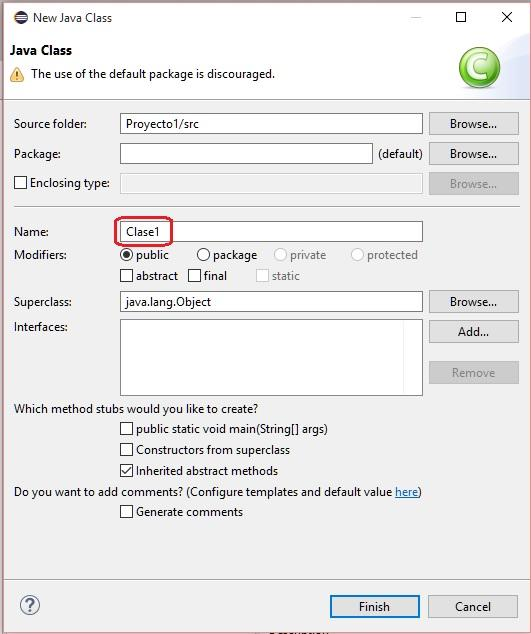 New Java Class
Java Class
The use of the default package is discouraged.
Source folder: Proyecto1/src Browse...
Package: (default) Browse...
Enclosing type: Browse...
Name: Clase1
Modifiers: public package private protected
abstract final static
Superclass: java.lang.Object Browse...
Interfaces: Add...
Remove
Which method stubs would you like to create?
public static void main(String[] args)
Constructors from superclass
Inherited abstract methods
Do you want to add comments? (Configure templates and default value here)
Generate comments
? Finish Cancel